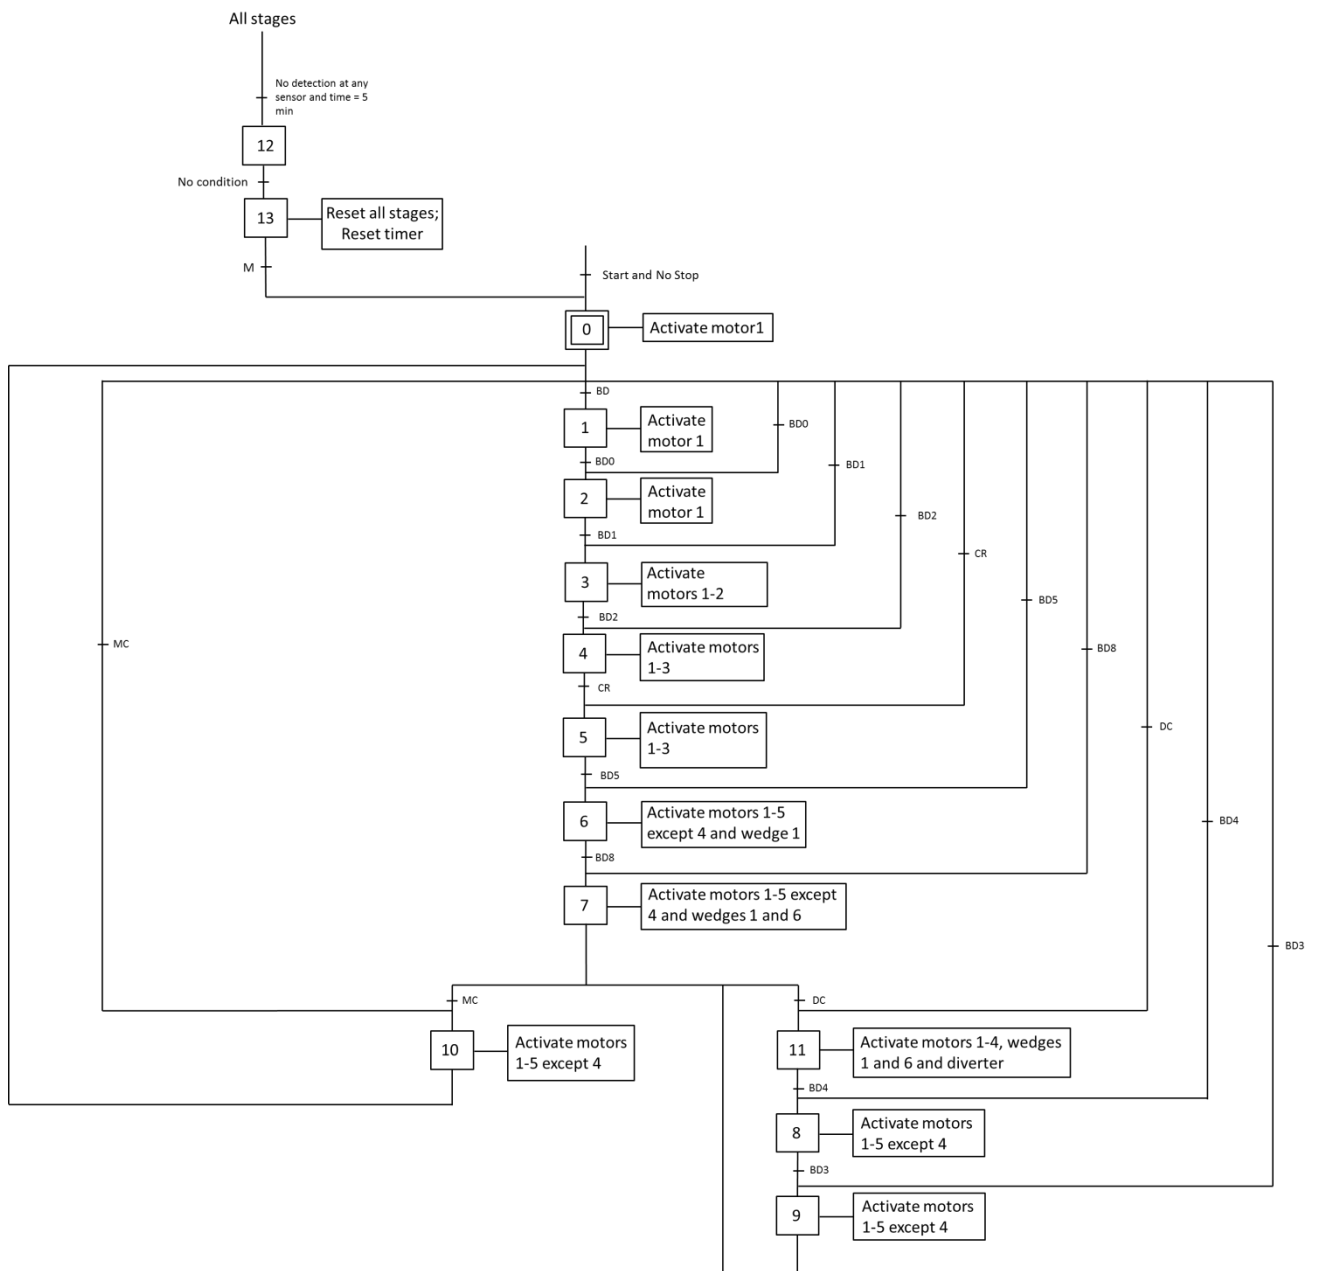 All stages
No detection at any
sensor and time = 5
min
12
No condition
13
Reset all stages;
Reset timer
M
Start and No Stop
0
Activate motor1
BD
1
Activate
motor 1
BD0
BD0
BD1
2
Activate
motor 1
BD2
BD1
CR
3
Activate
motors 1-2
BD5
BD2
MC
4
Activate motors
1-3
BD8
CR
DC
5
Activate motors
1-3
BD5
6
Activate motors 1-5
except 4 and wedge 1
BD4
BD8
7
Activate motors 1-5 except
4 and wedges 1 and 6
BD3
MC
DC
10
Activate motors
1-5 except 4
11
Activate motors 1-4, wedges
1 and 6 and diverter
BD4
8
Activate motors
1-5 except 4
BD3
9
Activate motors
1-5 except 4